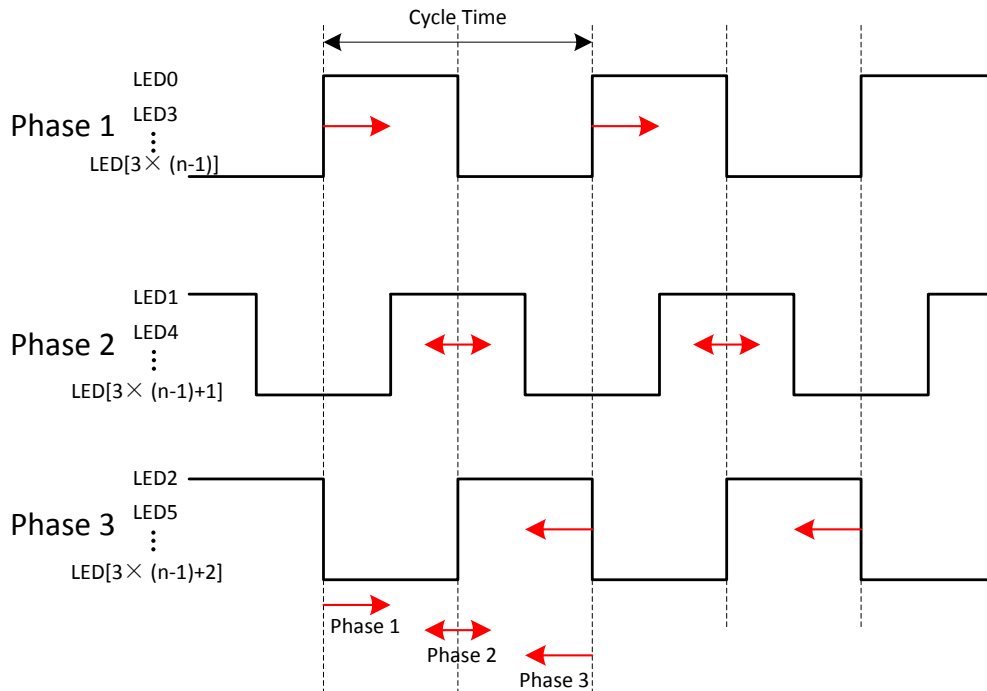 Cycle Time
Phase 1
LED0
LED3
⋮
LED[3× (n-1)]
Phase 2
LED1
LED4
⋮
LED[3× (n-1)+1]
Phase 3
LED2
LED5
⋮
LED[3× (n-1)+2]
Phase 1
Phase 2
Phase 3